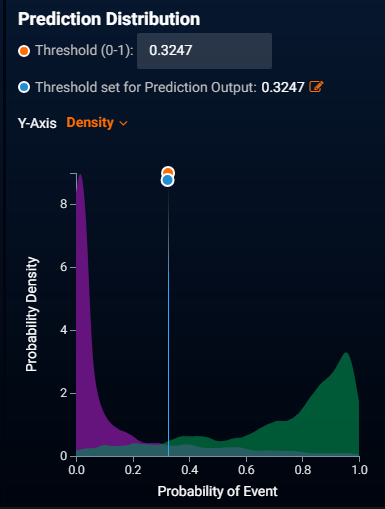 Prediction Distribution
Threshold (0-1): 0.3247
Threshold set for Prediction Output: 0.3247
Y-Axis Density
8
6
4
2
0
Probability Density
0.0 0.2 0.4 0.6 0.8 1.0
Probability of Event